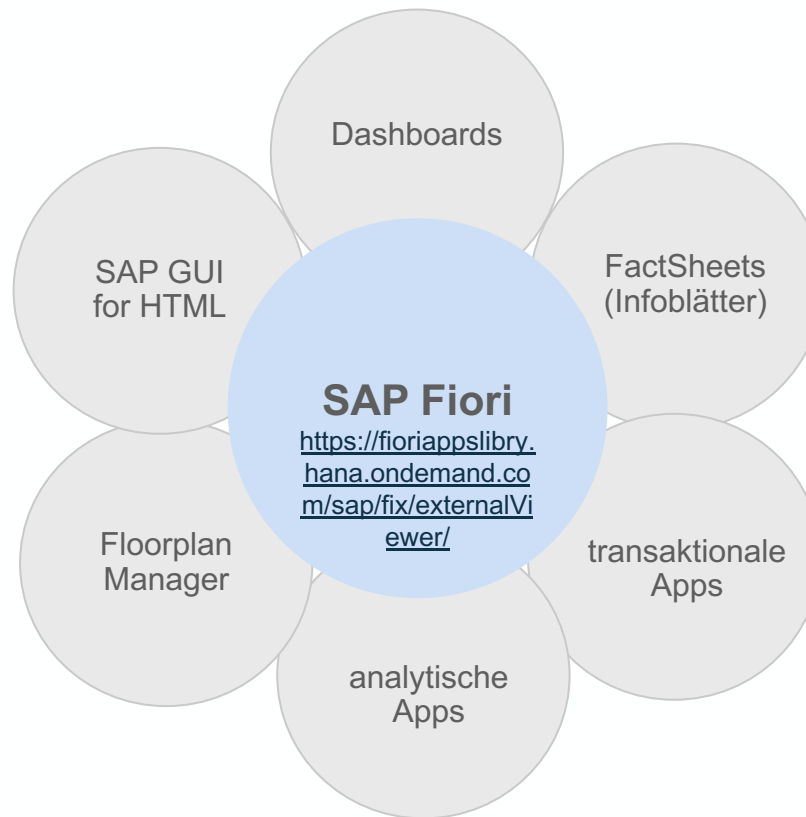 Dashboards
SAP GUI
for HTML
FactSheets
(Infoblätter)
SAP Fiori
https://fioriappslibry.
hana.ondemand.co
m/sap/fix/externalVi
ewer/
Floorplan
Manager
transaktionale
Apps
analytische
Apps